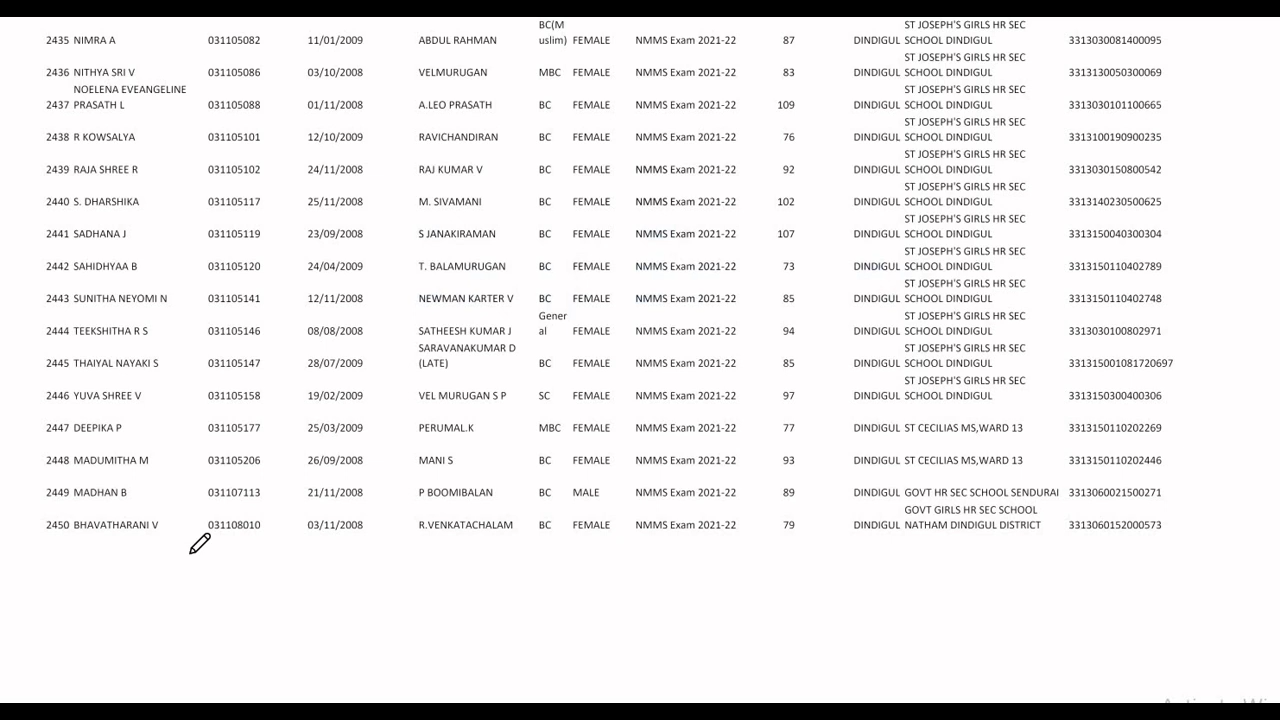 BC(M ST JOSEPH'S GIRLS HR SEC
2435 NIMRA A 031105082 11/01/2009 ABDUL RAHMAN uslim) FEMALE NMMS Exam 2021-22 87 DINDIGUL SCHOOL DINDIGUL 3313030081400095
ST JOSEPH'S GIRLS HR SEC
2436 NITHYA SRI V 031105086 03/10/2008 VELMURUGAN MBC FEMALE NMMS Exam 2021-22 83 DINDIGUL SCHOOL DINDIGUL 3313130050300069
NOELENA EVEANGELINE ST JOSEPH'S GIRLS HR SEC
2437 PRASATH L 031105088 01/11/2008 A.LEO PRASATH BC FEMALE NMMS Exam 2021-22 109 DINDIGUL SCHOOL DINDIGUL 3313030101100665
ST JOSEPH'S GIRLS HR SEC
2438 R KOWSALYA 031105101 12/10/2009 RAVICHANDIRAN BC FEMALE NMMS Exam 2021-22 76 DINDIGUL SCHOOL DINDIGUL 3313100190900235
ST JOSEPH'S GIRLS HR SEC
2439 RAJA SHREE R 031105102 24/11/2008 RAJ KUMAR V BC FEMALE NMMS Exam 2021-22 92 DINDIGUL SCHOOL DINDIGUL 3313030150800542
ST JOSEPH'S GIRLS HR SEC
2440 S. DHARSHIKA 031105117 25/11/2008 M. SIVAMANI BC FEMALE NMMS Exam 2021-22 102 DINDIGUL SCHOOL DINDIGUL 3313140230500625
ST JOSEPH'S GIRLS HR SEC
2441 SADHANA J 031105119 23/09/2008 S JANAKIRAMAN BC FEMALE NMMS Exam 2021-22 107 DINDIGUL SCHOOL DINDIGUL 3313150040300304
ST JOSEPH'S GIRLS HR SEC
2442 SAHIDHYAA B 031105120 24/04/2009 T. BALAMURUGAN BC FEMALE NMMS Exam 2021-22 73 DINDIGUL SCHOOL DINDIGUL 3313150110402789
ST JOSEPH'S GIRLS HR SEC
2443 SUNITHA NEYOMI N 031105141 12/11/2008 NEWMAN KARTER V BC FEMALE NMMS Exam 2021-22 85 DINDIGUL SCHOOL DINDIGUL 3313150110402748
Gener ST JOSEPH'S GIRLS HR SEC
2444 TEEKSHITHA R S 031105146 08/08/2008 SATHEESH KUMAR J al FEMALE NMMS Exam 2021-22 94 DINDIGUL SCHOOL DINDIGUL 3313030100802971
SARAVANAKUMAR D ST JOSEPH'S GIRLS HR SEC
2445 THAIYAL NAYAKI S 031105147 28/07/2009 (LATE) BC FEMALE NMMS Exam 2021-22 85 DINDIGUL SCHOOL DINDIGUL 331315001081720697
ST JOSEPH'S GIRLS HR SEC
2446 YUVA SHREE V 031105158 19/02/2009 VEL MURUGAN S P SC FEMALE NMMS Exam 2021-22 97 DINDIGUL SCHOOL DINDIGUL 3313150300400306
2447 DEEPIKA P 031105177 25/03/2009 PERUMAL.K MBC FEMALE NMMS Exam 2021-22 77 DINDIGUL ST CECILIAS MS,WARD 13 3313150110202269
2448 MADUMITHA M 031105206 26/09/2008 MANI S BC FEMALE NMMS Exam 2021-22 93 DINDIGUL ST CECILIAS MS,WARD 13 3313150110202446
2449 MADHAN B 031107113 21/11/2008 P BOOMIBALAN BC MALE NMMS Exam 2021-22 89 DINDIGUL GOVT HR SEC SCHOOL SENDURAI 3313060021500271
GOVT GIRLS HR SEC SCHOOL
2450 BHAVATHARANI V 031108010 03/11/2008 R.VENKATACHALAM BC FEMALE NMMS Exam 2021-22 79 DINDIGUL NATHAM DINDIGUL DISTRICT 3313060152000573